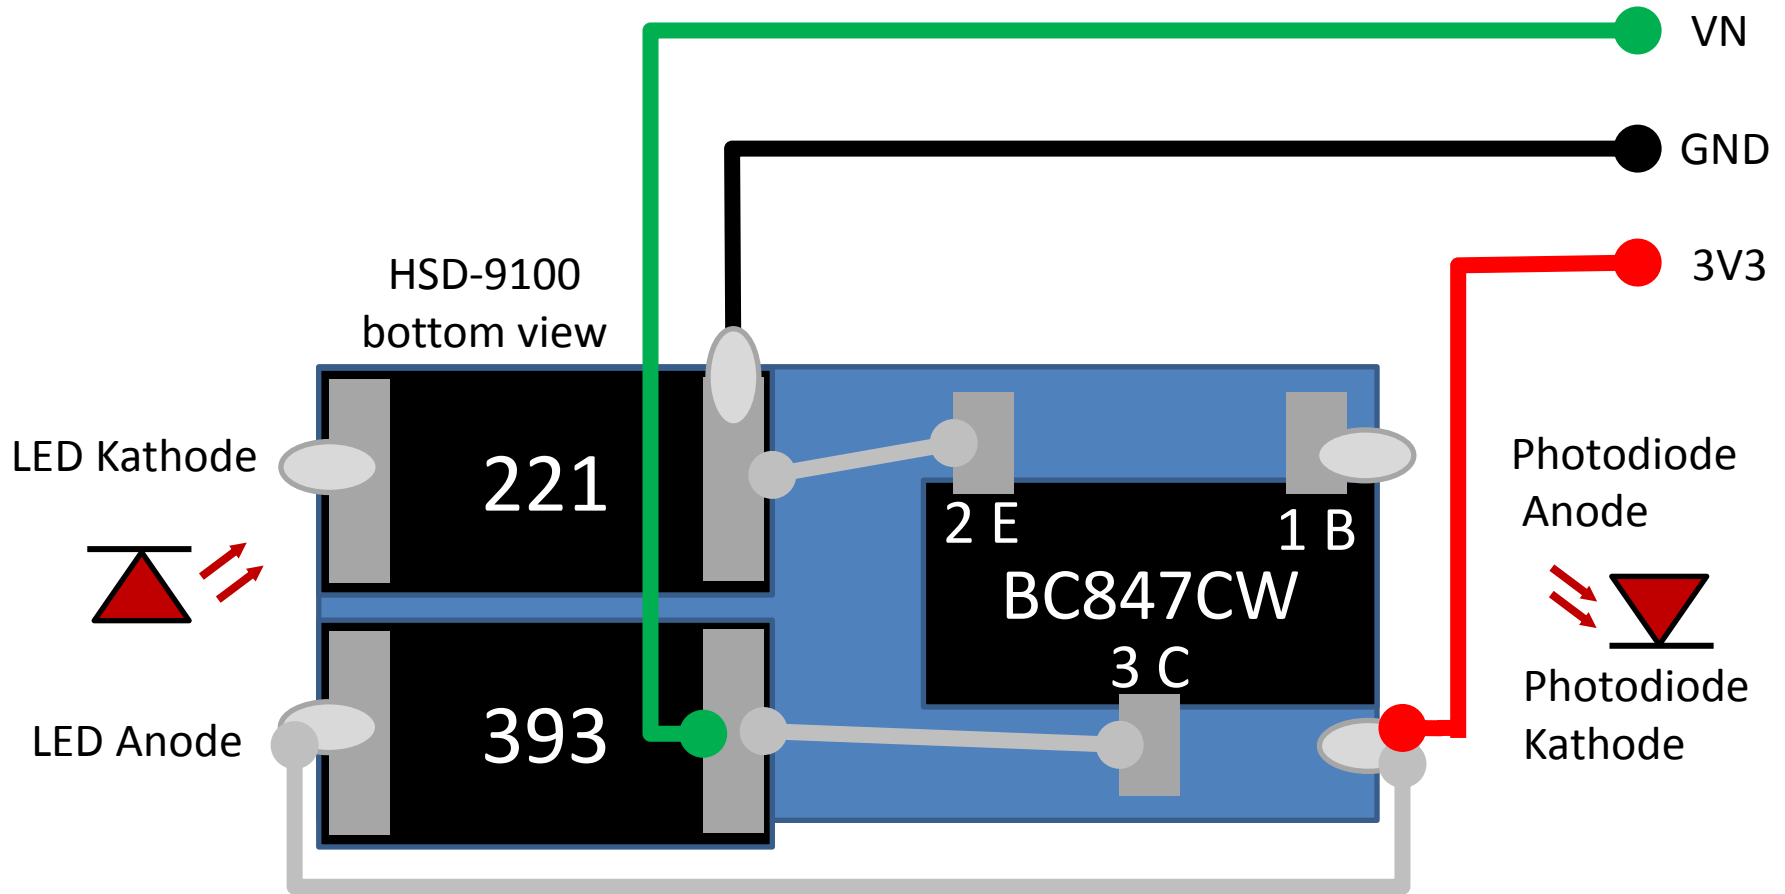 VN
GND
3V3
HSD-9100
bottom view
LED Kathode
221
2 E
1 B
Photodiode
Anode
BC847CW
3 C
LED Anode
393
Photodiode
Kathode